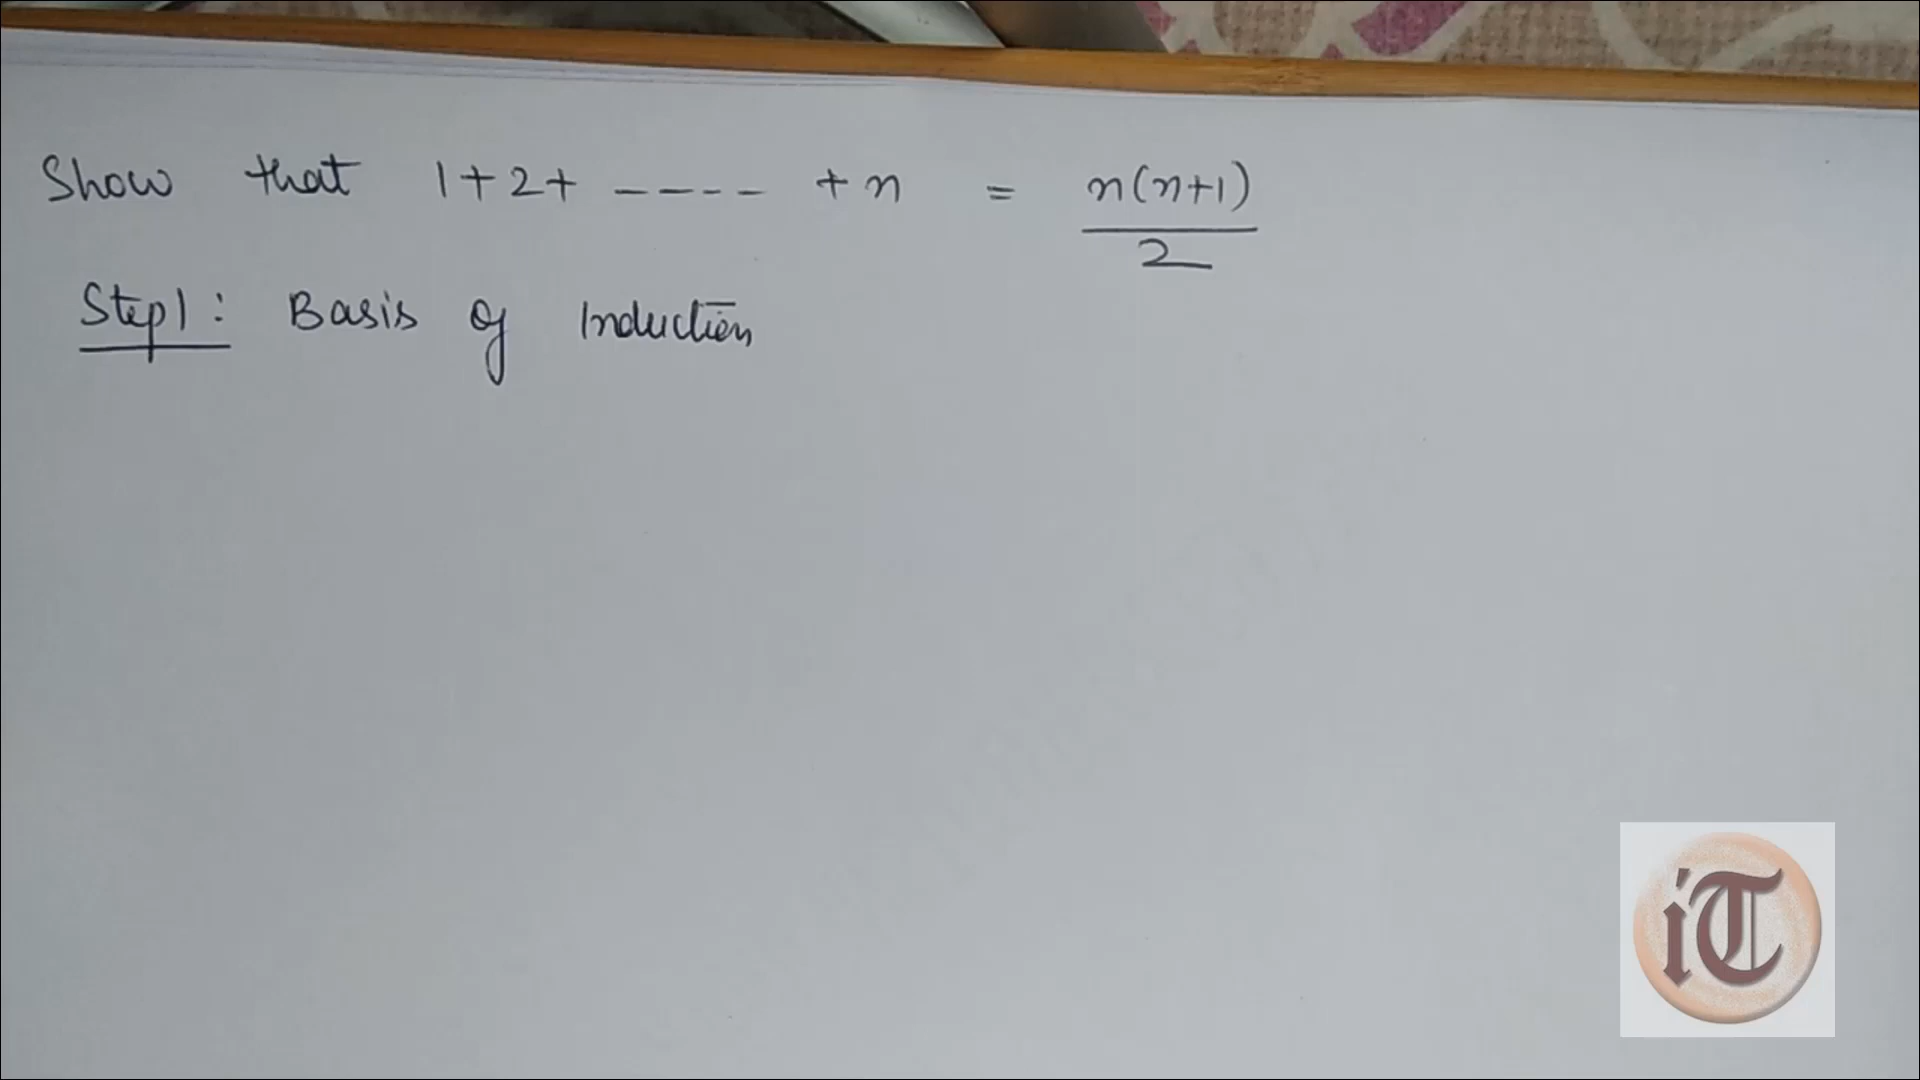 Show that 1+2+ ---- +n = n(n+1)/2
Step1: Basis of Induction
iT